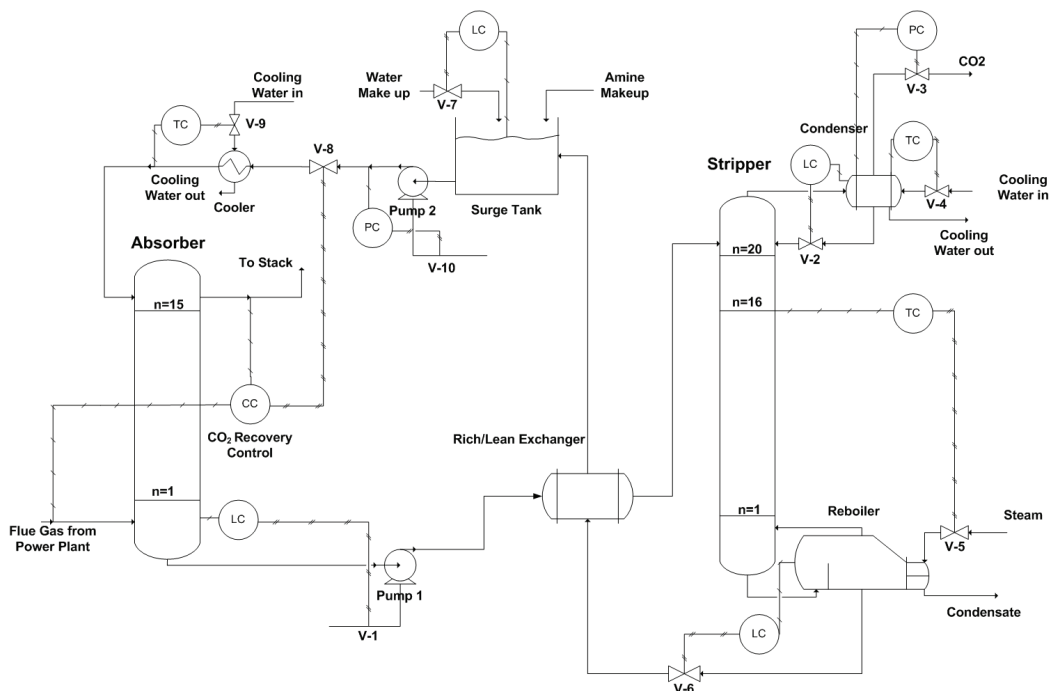 LC
PC
CO2
V-3
Cooling
Water in
Water
Make up
V-7
Amine
Makeup
TC
V-9
V-8
Condenser
TC
LC
Stripper
Cooling
Water out
Cooler
Pump 2
Surge Tank
V-4
Cooling
Water in
PC
V-10
V-2
Cooling
Water out
Absorber
To Stack
n=20
n=15
n=16
TC
CC
CO₂ Recovery
Control
Rich/Lean Exchanger
n=1
LC
n=1
Reboiler
Steam
V-5
Flue Gas from
Power Plant
Pump 1
Condensate
V-1
LC
V-6